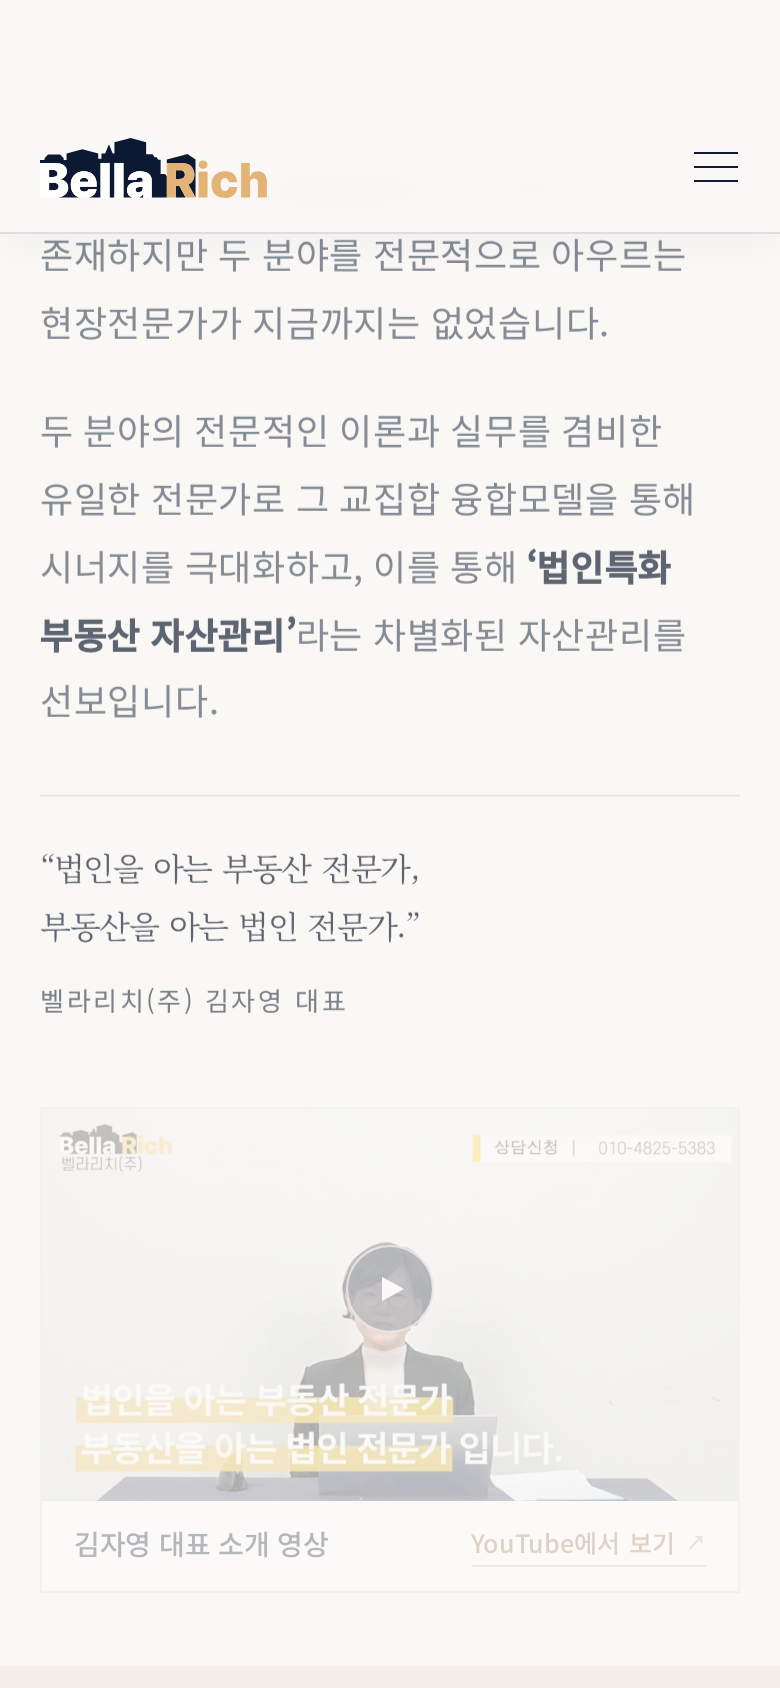 Bella Rich
존재하지만 두 분야를 전문적으로 아우르는
현장전문가가 지금까지는 없었습니다.
두 분야의 전문적인 이론과 실무를 겸비한
유일한 전문가로 그 교집합 융합모델을 통해
시너지를 극대화하고, 이를 통해 ‘법인특화
부동산 자산관리’라는 차별화된 자산관리를
선보입니다.
“법인을 아는 부동산 전문가,
부동산을 아는 법인 전문가.”
벨라리치(주) 김자영 대표
Bella Rich
벨라리치(주)
상담신청 | 010-4825-5383
법인을 아는 부동산 전문가
부동산을 아는 법인 전문가 입니다.
김자영 대표 소개 영상
YouTube에서 보기 ↗